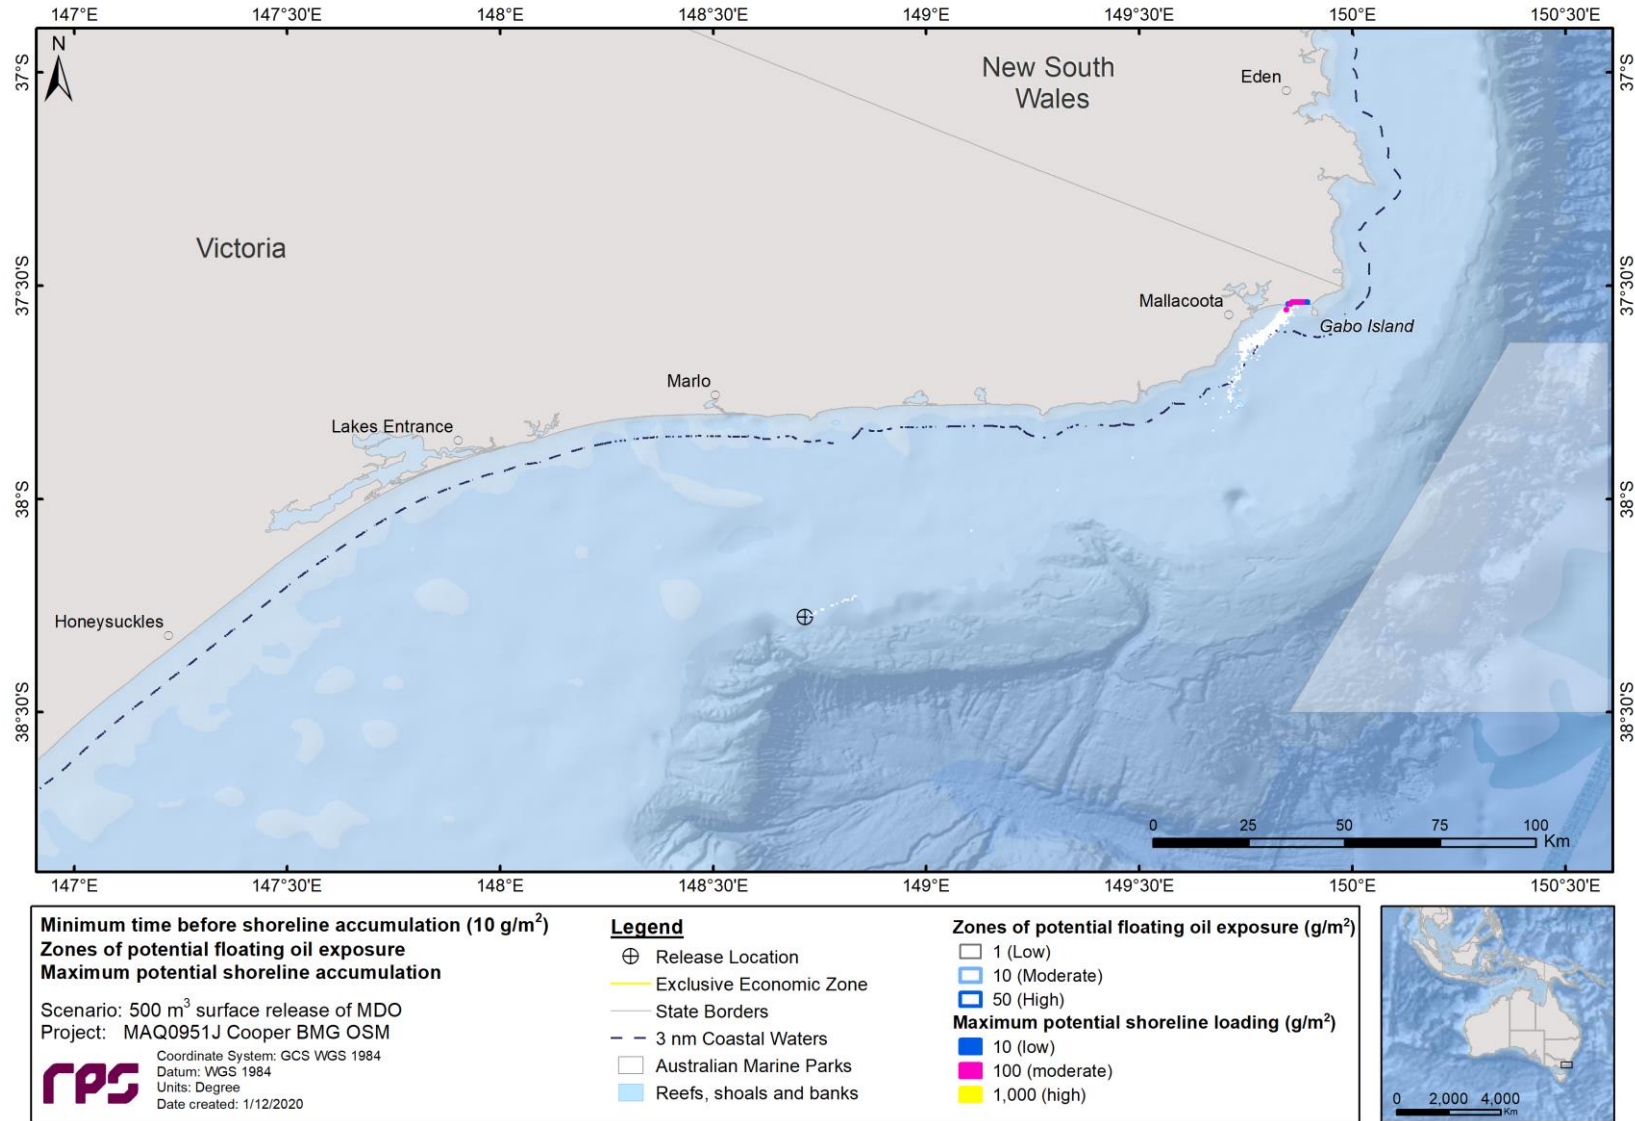 147°E 147°30'E 148°E 148°30'E 149°E 149°30'E 150°E 150°30'E
N
New South
Wales
Eden
37°S 37°S
Victoria
37°30'S 37°30'S
Mallacoota
Gabo Island
Marlo
Lakes Entrance
38°S 38°S
Honeysuckles
38°30'S 38°30'S
0 25 50 75 100
Km
147°E 147°30'E 148°E 148°30'E 149°E 149°30'E 150°E 150°30'E
Minimum time before shoreline accumulation (10 g/m²)
Zones of potential floating oil exposure
Maximum potential shoreline accumulation
Scenario: 500 m³ surface release of MDO
Project: MAQ0951J Cooper BMG OSM
rps
Coordinate System: GCS WGS 1984
Datum: WGS 1984
Units: Degree
Date created: 1/12/2020
Legend
Release Location
Exclusive Economic Zone
State Borders
3 nm Coastal Waters
Australian Marine Parks
Reefs, shoals and banks
Zones of potential floating oil exposure (g/m²)
1 (Low)
10 (Moderate)
50 (High)
Maximum potential shoreline loading (g/m²)
10 (low)
100 (moderate)
1,000 (high)
0 2,000 4,000
Km